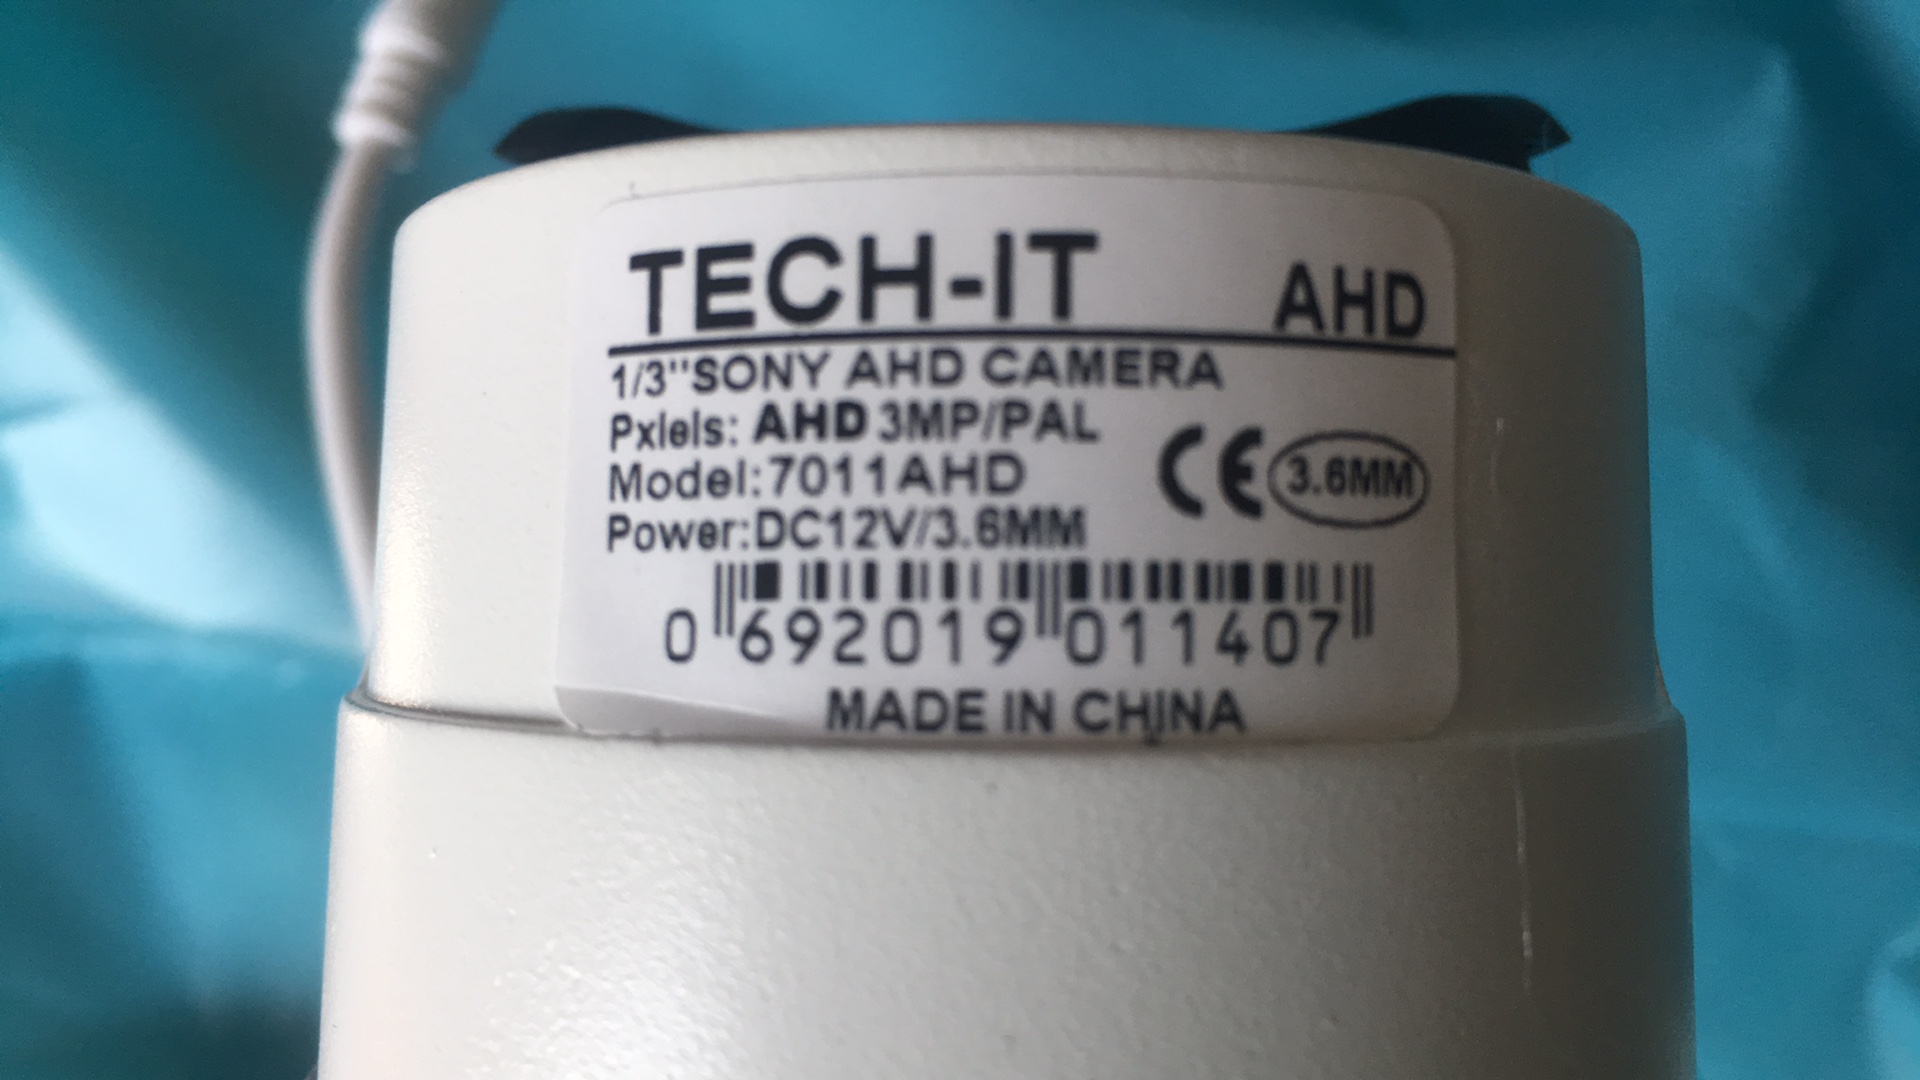 TECH-IT AHD
1/3"SONY AHD CAMERA
Pxlels: AHD 3MP/PAL
Model:7011AHD
CE 3.6MM
Power:DC12V/3.6MM
0 692019 011407
MADE IN CHINA